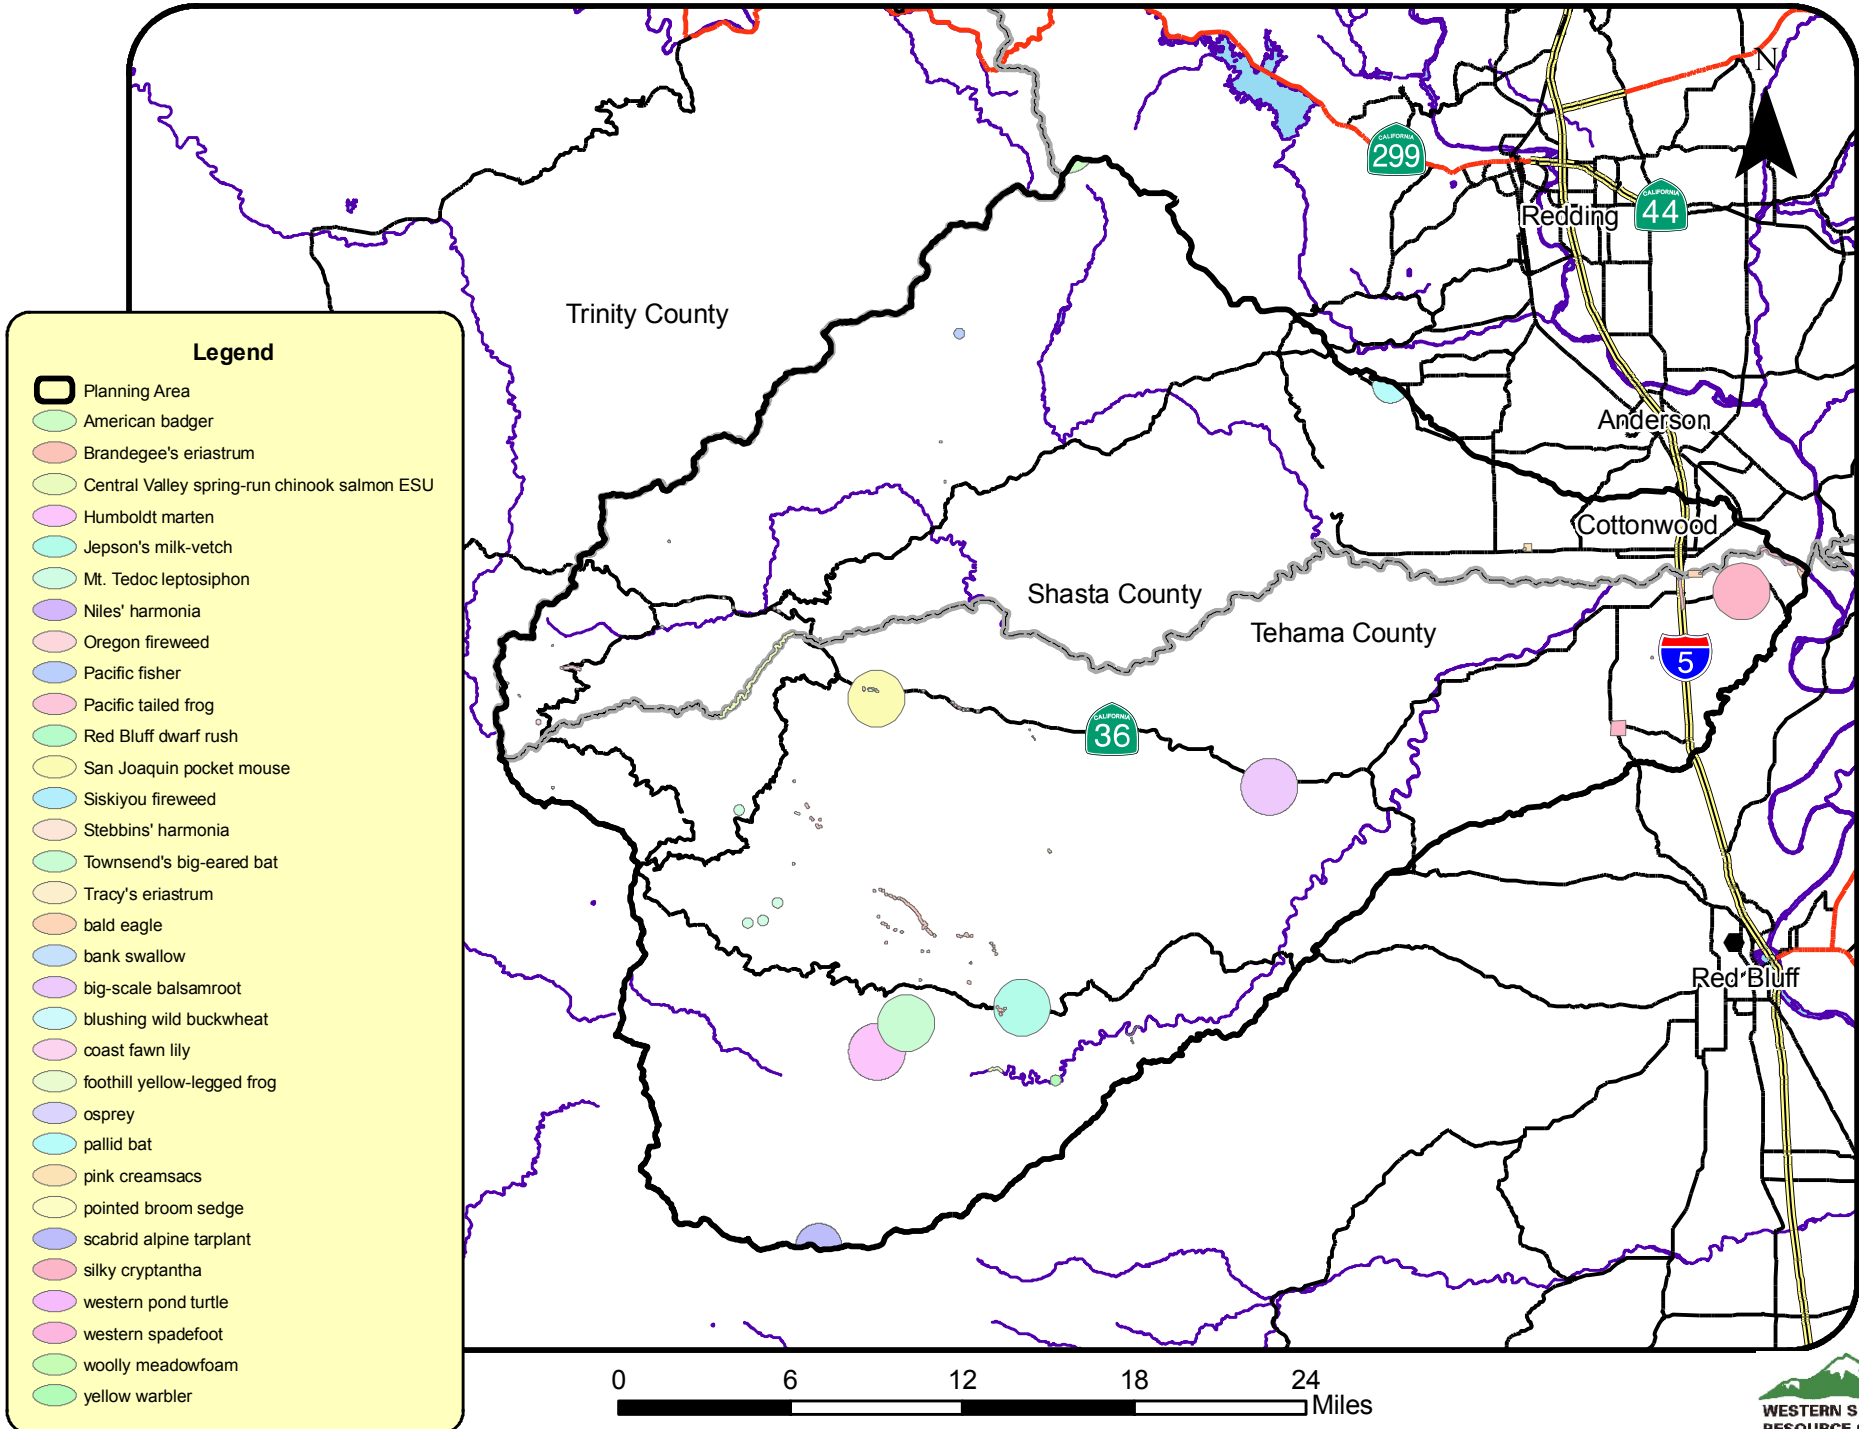 N
CALIFORNIA
299
CALIFORNIA
44
Redding
Trinity County
Anderson
Cottonwood
Shasta County
Tehama County
5
CALIFORNIA
36
Red Bluff
Legend
Planning Area
American badger
Brandegee's eriastrum
Central Valley spring-run chinook salmon ESU
Humboldt marten
Jepson's milk-vetch
Mt. Tedoc leptosiphon
Niles' harmonia
Oregon fireweed
Pacific fisher
Pacific tailed frog
Red Bluff dwarf rush
San Joaquin pocket mouse
Siskiyou fireweed
Stebbins' harmonia
Townsend's big-eared bat
Tracy's eriastrum
bald eagle
bank swallow
big-scale balsamroot
blushing wild buckwheat
coast fawn lily
foothill yellow-legged frog
osprey
pallid bat
pink creamsacs
pointed broom sedge
scabrid alpine tarplant
silky cryptantha
western pond turtle
western spadefoot
woolly meadowfoam
yellow warbler
0 6 12 18 24
Miles
WESTERN S
RESOURCE